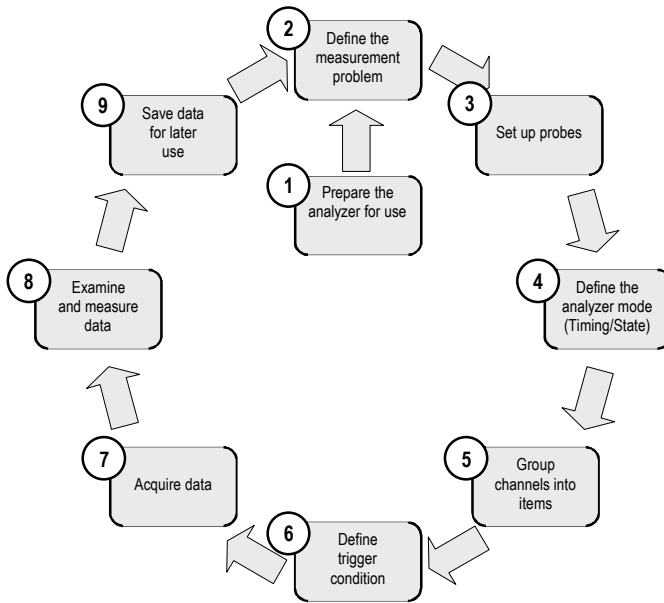 1
Prepare the
analyzer for use
2
Define the
measurement
problem
3
Set up probes
4
Define the
analyzer mode
(Timing/State)
5
Group
channels into
items
6
Define
trigger
condition
7
Acquire data
8
Examine
and measure
data
9
Save data
for later
use